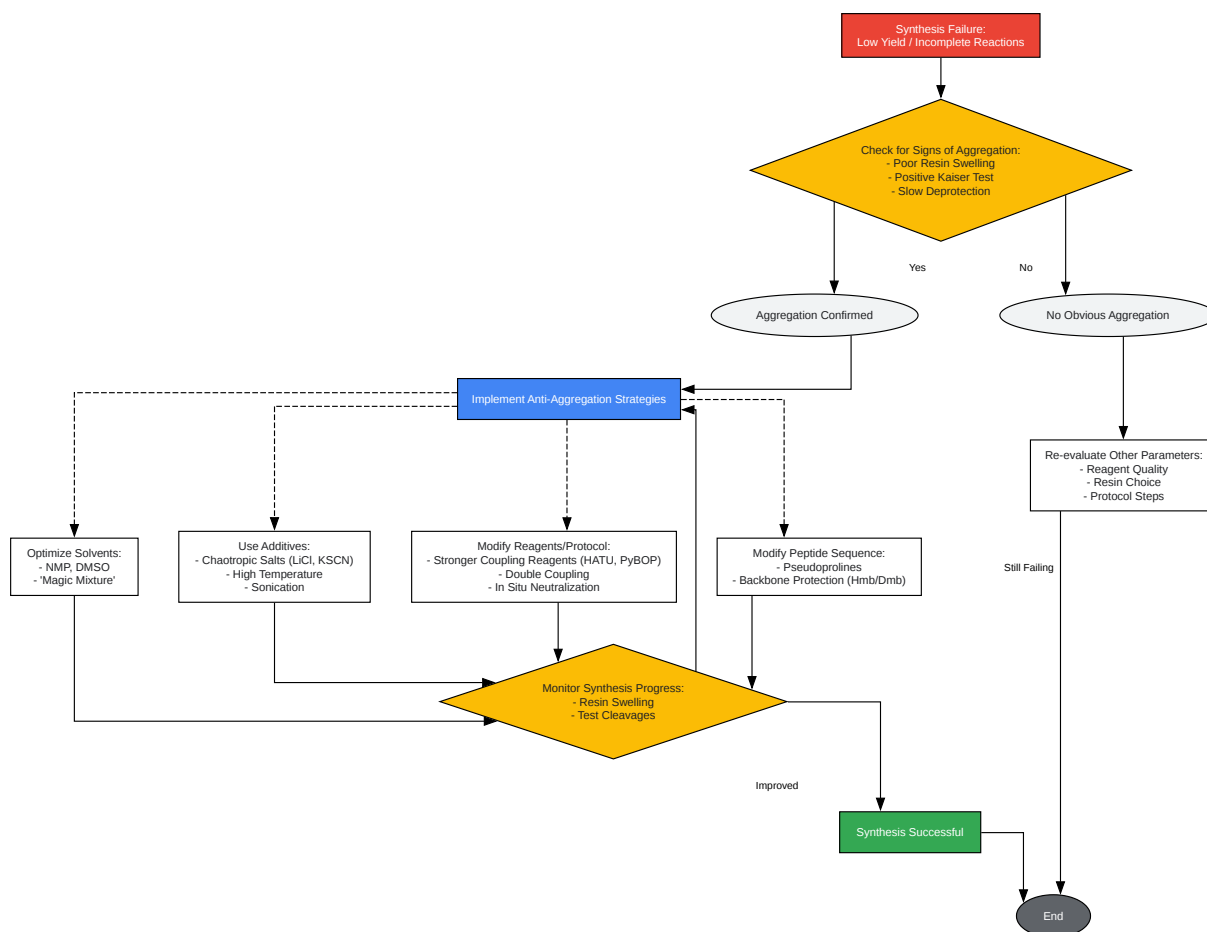 Synthesis Failure:
Low Yield / Incomplete Reactions
Check for Signs of Aggregation:
- Poor Resin Swelling
- Positive Kaiser Test
- Slow Deprotection
Yes
No
Aggregation Confirmed
No Obvious Aggregation
Implement Anti-Aggregation Strategies
Re-evaluate Other Parameters:
- Reagent Quality
- Resin Choice
- Protocol Steps
Optimize Solvents:
- NMP, DMSO
- 'Magic Mixture'
Use Additives:
- Chaotropic Salts (LiCl, KSCN)
- High Temperature
- Sonication
Modify Reagents/Protocol:
- Stronger Coupling Reagents (HATU, PyBOP)
- Double Coupling
- In Situ Neutralization
Modify Peptide Sequence:
- Pseudoprolines
- Backbone Protection (Hmb/Dmb)
Still Failing
Monitor Synthesis Progress:
- Resin Swelling
- Test Cleavages
Improved
Synthesis Successful
End